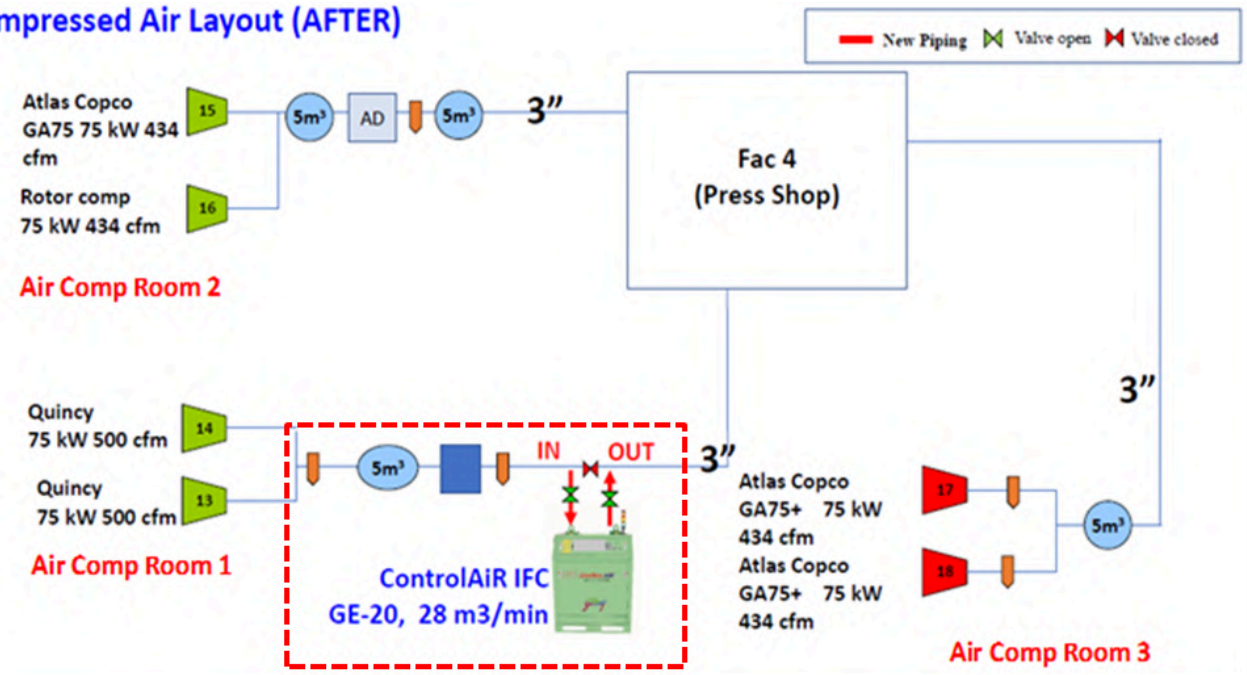 mpressed Air Layout (AFTER)
New Piping Valve open Valve closed
Atlas Copco
GA75 75 kW 434
cfm
15
5m³
AD
5m³
3”
Rotor comp
75 kW 434 cfm
16
Air Comp Room 2
Fac 4
(Press Shop)
3”
Quincy
75 kW 500 cfm
14
Quincy
75 kW 500 cfm
13
Air Comp Room 1
5m³
IN OUT
3”
ControlAiR IFC
GE-20, 28 m3/min
Atlas Copco
GA75+ 75 kW
434 cfm
17
Atlas Copco
GA75+ 75 kW
434 cfm
18
5m³
Air Comp Room 3